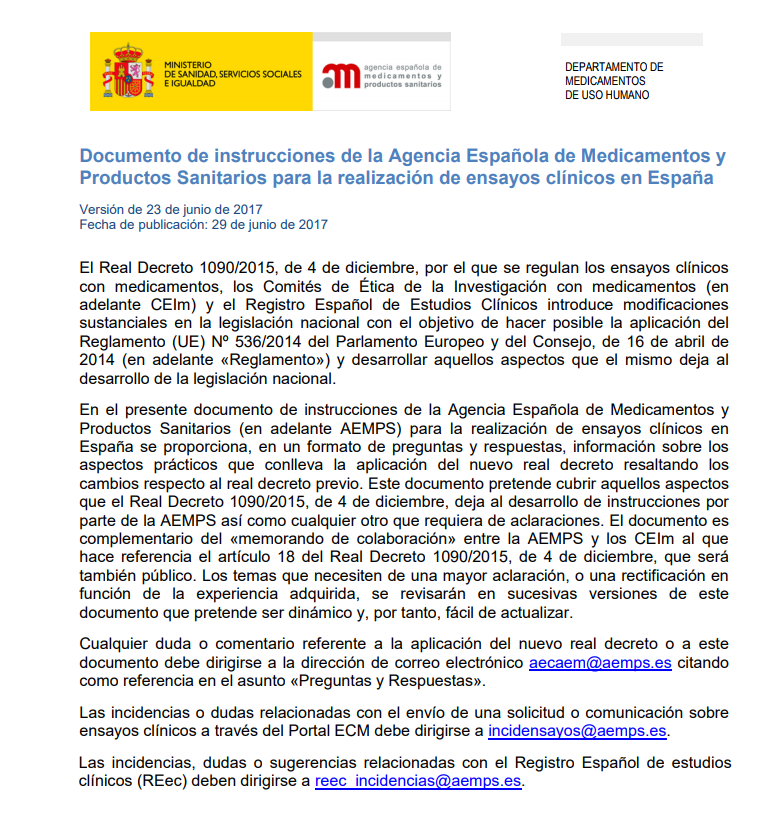 MINISTERIO
DE SANIDAD, SERVICIOS SOCIALES
E IGUALDAD
agencia española de
medicamentos y
productos sanitarios
DEPARTAMENTO DE
MEDICAMENTOS
DE USO HUMANO
Documento de instrucciones de la Agencia Española de Medicamentos y
Productos Sanitarios para la realización de ensayos clínicos en España
Versión de 23 de junio de 2017
Fecha de publicación: 29 de junio de 2017
El Real Decreto 1090/2015, de 4 de diciembre, por el que se regulan los ensayos clínicos
con medicamentos, los Comités de Ética de la Investigación con medicamentos (en
adelante CEIm) y el Registro Español de Estudios Clínicos introduce modificaciones
sustanciales en la legislación nacional con el objetivo de hacer posible la aplicación del
Reglamento (UE) Nº 536/2014 del Parlamento Europeo y del Consejo, de 16 de abril de
2014 (en adelante «Reglamento») y desarrollar aquellos aspectos que el mismo deja al
desarrollo de la legislación nacional.
En el presente documento de instrucciones de la Agencia Española de Medicamentos y
Productos Sanitarios (en adelante AEMPS) para la realización de ensayos clínicos en
España se proporciona, en un formato de preguntas y respuestas, información sobre los
aspectos prácticos que conlleva la aplicación del nuevo real decreto resaltando los
cambios respecto al real decreto previo. Este documento pretende cubrir aquellos aspectos
que el Real Decreto 1090/2015, de 4 de diciembre, deja al desarrollo de instrucciones por
parte de la AEMPS así como cualquier otro que requiera de aclaraciones. El documento es
complementario del «memorando de colaboración» entre la AEMPS y los CEIm al que
hace referencia el artículo 18 del Real Decreto 1090/2015, de 4 de diciembre, que será
también público. Los temas que necesiten de una mayor aclaración, o una rectificación en
función de la experiencia adquirida, se revisarán en sucesivas versiones de este
documento que pretende ser dinámico y, por tanto, fácil de actualizar.
Cualquier duda o comentario referente a la aplicación del nuevo real decreto o a este
documento debe dirigirse a la dirección de correo electrónico aecaem@aemps.es citando
como referencia en el asunto «Preguntas y Respuestas».
Las incidencias o dudas relacionadas con el envío de una solicitud o comunicación sobre
ensayos clínicos a través del Portal ECM debe dirigirse a incidensayos@aemps.es.
Las incidencias, dudas o sugerencias relacionadas con el Registro Español de estudios
clínicos (REec) deben dirigirse a reec_incidencias@aemps.es.